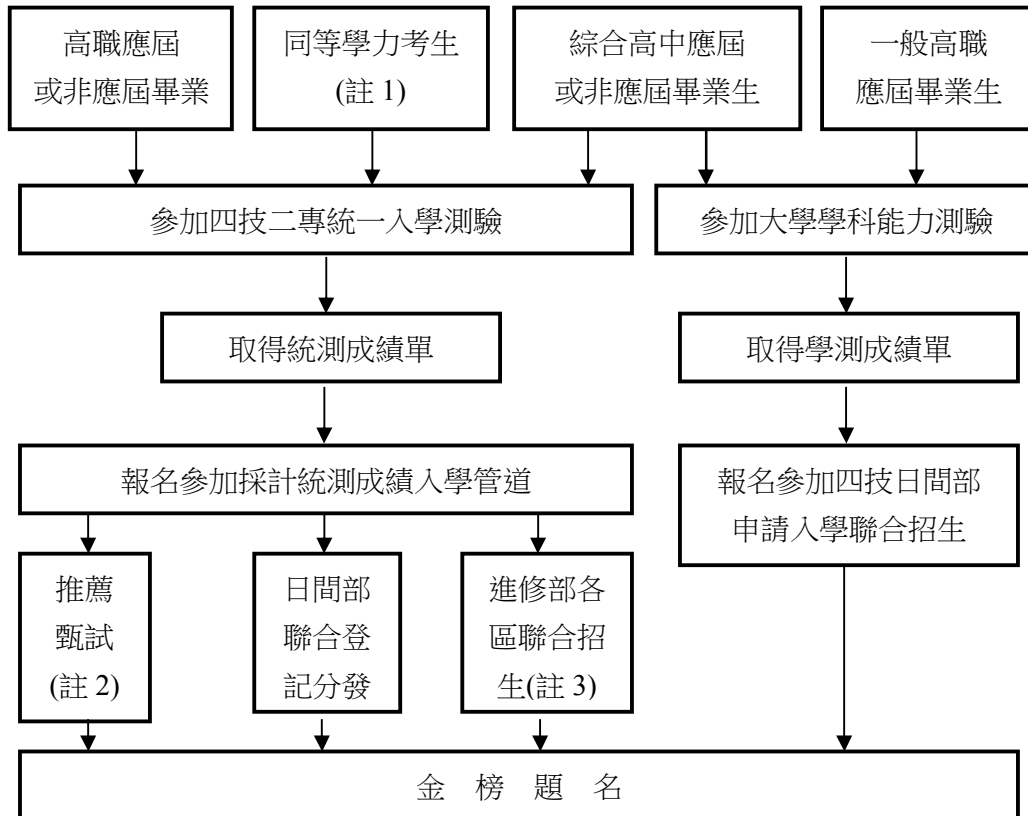 高職應屆
或非應屆畢業
同等學力考生
(註 1)
綜合高中應屆
或非應屆畢業生
一般高職
應屆畢業生
參加四技二專統一入學測驗
參加大學學科能力測驗
取得統測成績單
取得學測成績單
報名參加採計統測成績入學管道
報名參加四技日間部
申請入學聯合招生
推薦
甄試
(註 2)
日間部
聯合登
記分發
進修部各
區聯合招
生(註 3)
金 榜 題 名